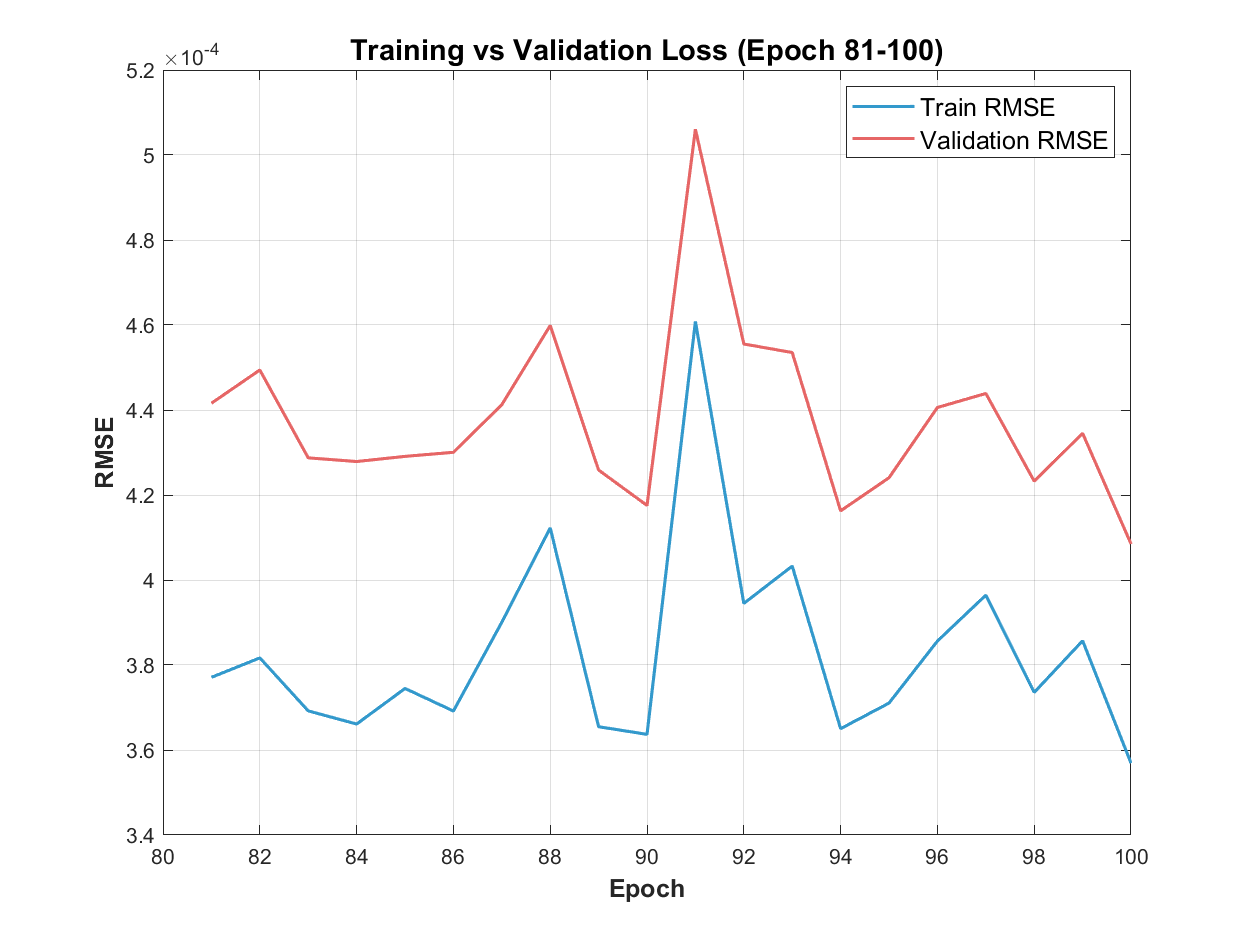 ×10-4
Training vs Validation Loss (Epoch 81-100)
5.2
5
4.8
4.6
4.4
4.2
4
3.8
3.6
3.4
RMSE
Train RMSE
Validation RMSE
80 82 84 86 88 90 92 94 96 98 100
Epoch